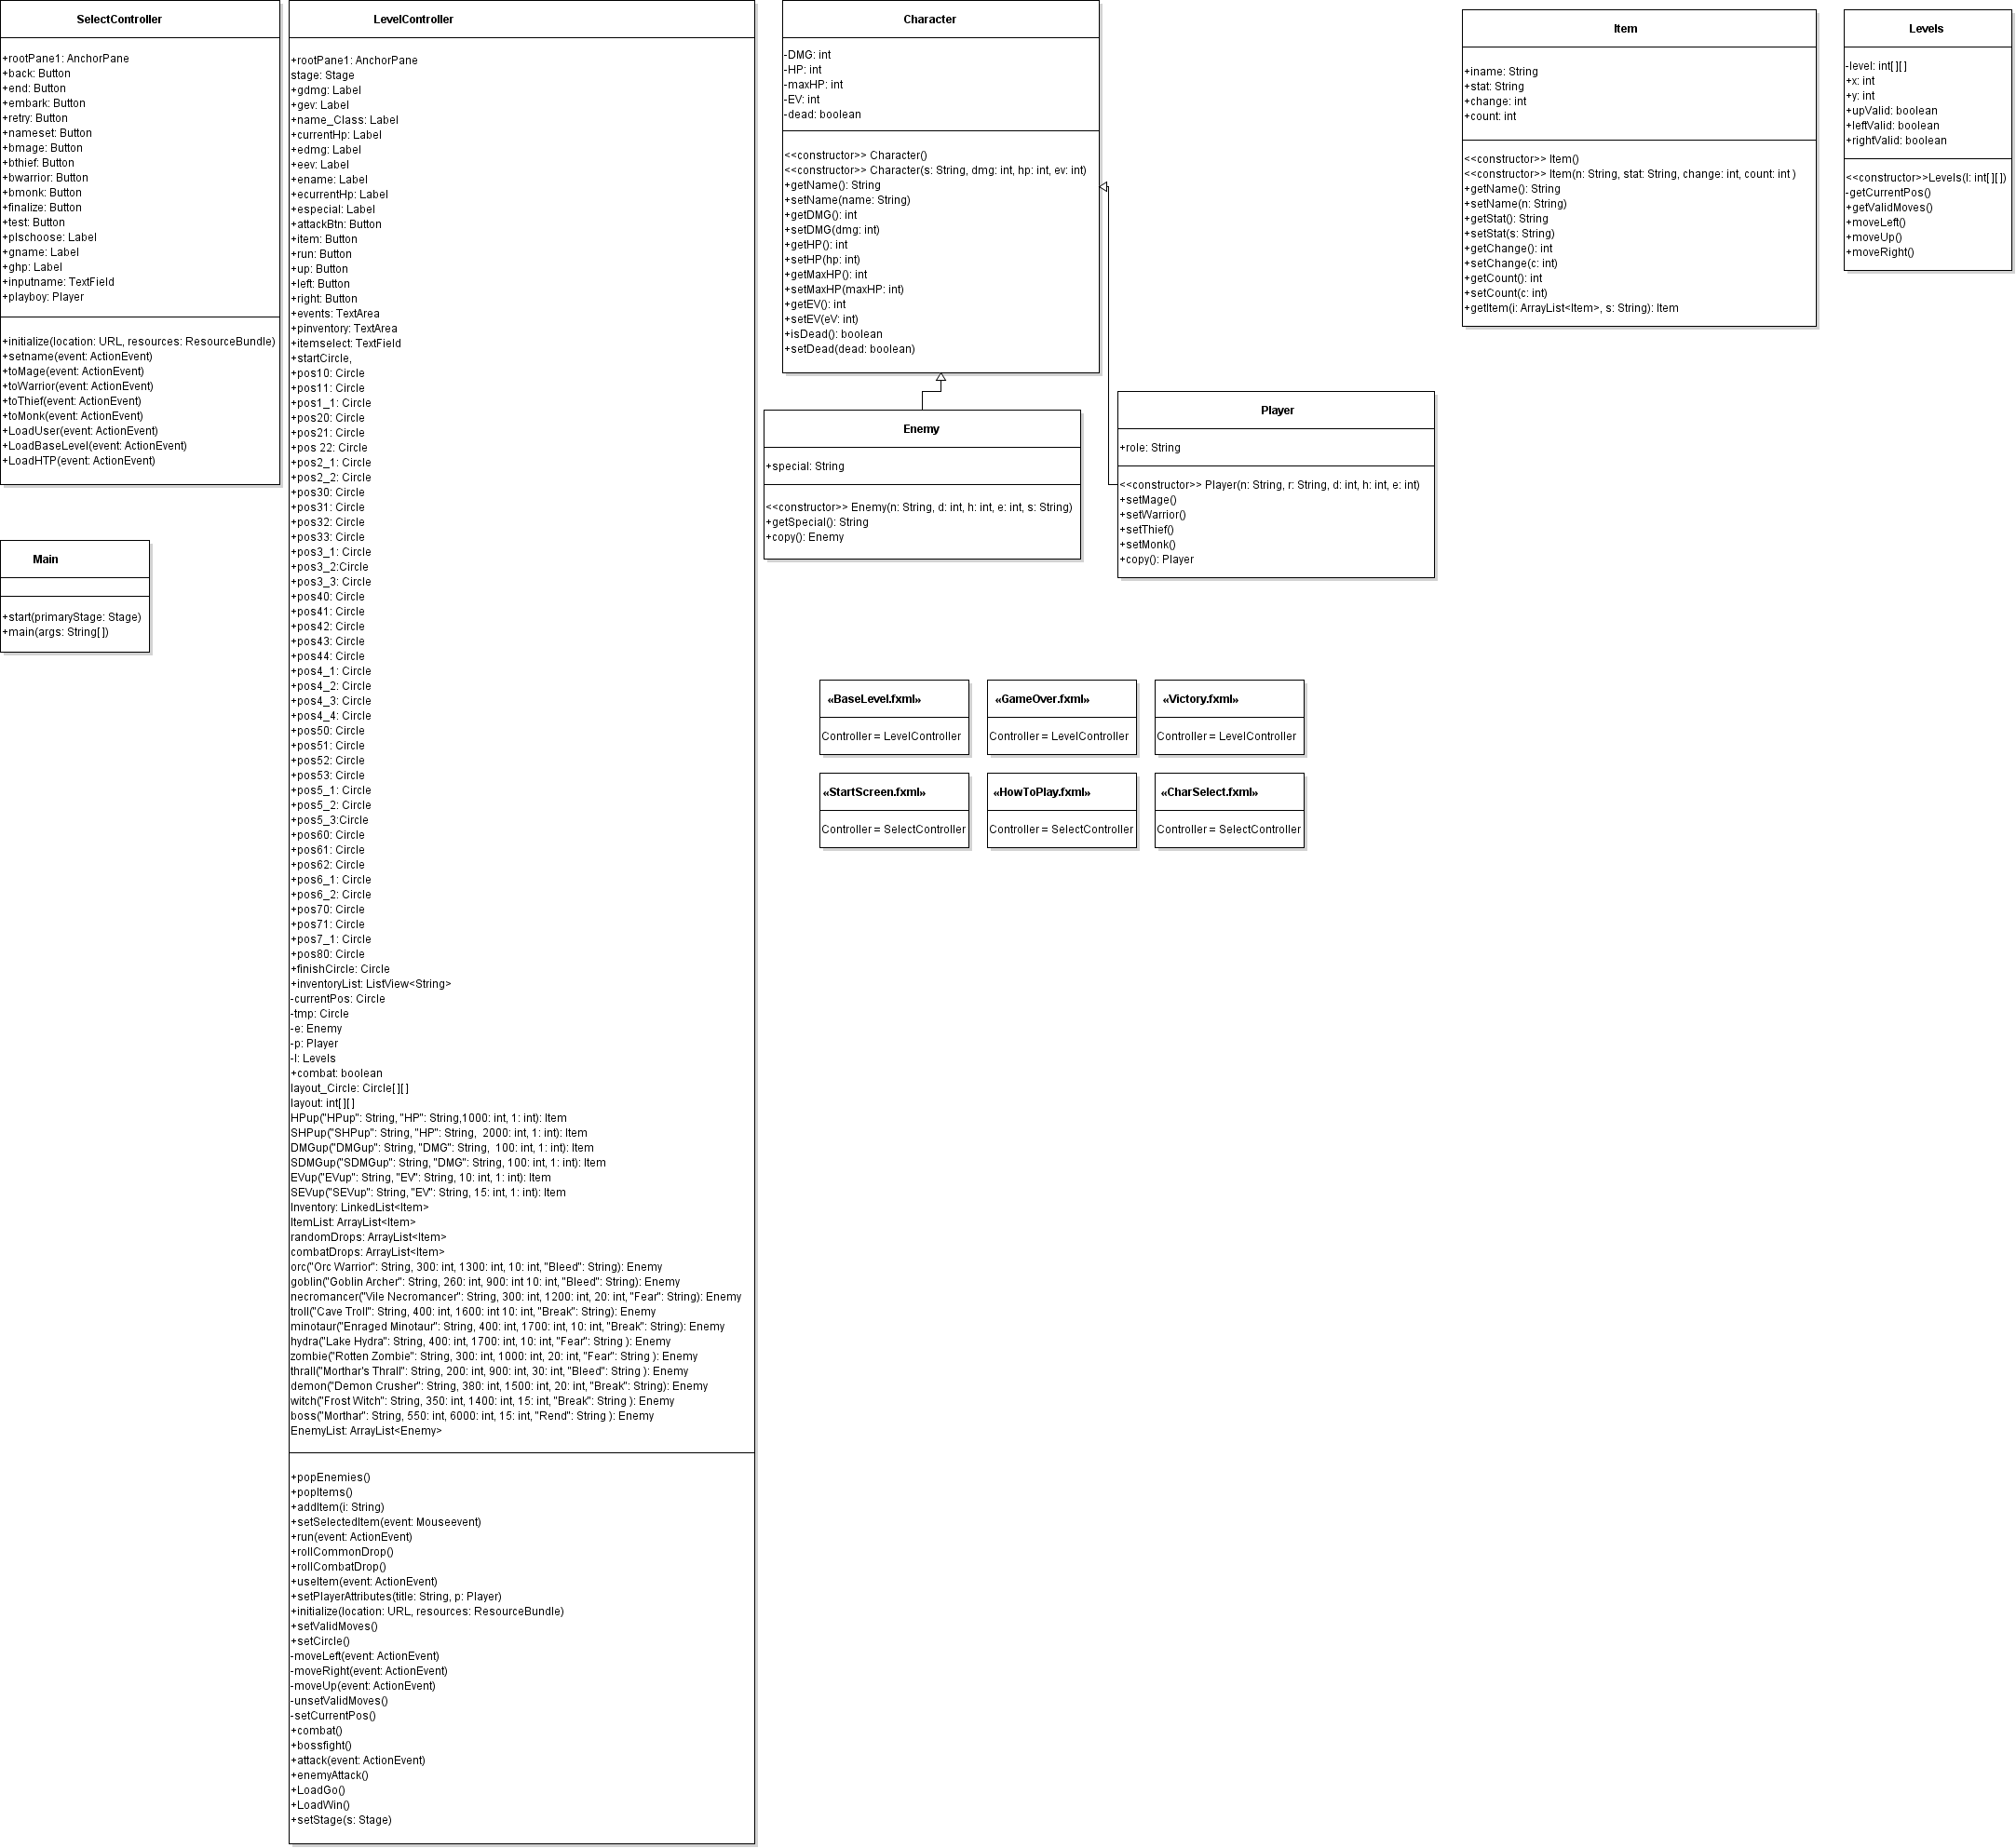 SelectController
+rootPane1: AnchorPane
+back: Button
+end: Button
+embark: Button
+retry: Button
+nameset: Button
+bmage: Button
+bthief: Button
+bwarrior: Button
+bmonk: Button
+finalize: Button
+test: Button
+plschoose: Label
+gname: Label
+ghp: Label
+inputname: TextField
+playboy: Player
+initialize(location: URL, resources: ResourceBundle)
+setname(event: ActionEvent)
+toMage(event: ActionEvent)
+toWarrior(event: ActionEvent)
+toThief(event: ActionEvent)
+toMonk(event: ActionEvent)
+LoadUser(event: ActionEvent)
+LoadBaseLevel(event: ActionEvent)
+LoadHTP(event: ActionEvent)
Main
+start(primaryStage: Stage)
+main(args: String[])
LevelController
+rootPane1: AnchorPane
stage: Stage
+gdmg: Label
+gev: Label
+name_Class: Label
+currentHp: Label
+edmg: Label
+eev: Label
+ename: Label
+ecurrentHp: Label
+especial: Label
+attackBtn: Button
+item: Button
+run: Button
+up: Button
+left: Button
+right: Button
+events: TextArea
+pinventory: TextArea
+itemselect: TextField
+startCircle,
+pos10: Circle
+pos11: Circle
+pos1_1: Circle
+pos20: Circle
+pos21: Circle
+pos 22: Circle
+pos2_1: Circle
+pos2_2: Circle
+pos30: Circle
+pos31: Circle
+pos32: Circle
+pos33: Circle
+pos3_1: Circle
+pos3_2:Circle
+pos3_3: Circle
+pos40: Circle
+pos41: Circle
+pos42: Circle
+pos43: Circle
+pos44: Circle
+pos4_1: Circle
+pos4_2: Circle
+pos4_3: Circle
+pos4_4: Circle
+pos50: Circle
+pos51: Circle
+pos52: Circle
+pos53: Circle
+pos5_1: Circle
+pos5_2: Circle
+pos5_3:Circle
+pos60: Circle
+pos61: Circle
+pos62: Circle
+pos6_1: Circle
+pos6_2: Circle
+pos70: Circle
+pos71: Circle
+pos7_1: Circle
+pos80: Circle
+finishCircle: Circle
+inventoryList: ListView<String>
-currentPos: Circle
-tmp: Circle
-e: Enemy
-p: Player
-l: Levels
+combat: boolean
layout_Circle: Circle[][]
layout: int[][]
HPup("HPup": String, "HP": String,1000: int, 1: int): Item
SHPup("SHPup": String, "HP": String,  2000: int, 1: int): Item
DMGup("DMGup": String, "DMG": String,  100: int, 1: int): Item
SDMGup("SDMGup": String, "DMG": String, 100: int, 1: int): Item
EVup("EVup": String, "EV": String, 10: int, 1: int): Item
SEVup("SEVup": String, "EV": String, 15: int, 1: int): Item
Inventory: LinkedList<Item>
ItemList: ArrayList<Item>
randomDrops: ArrayList<Item>
combatDrops: ArrayList<Item>
orc("Orc Warrior": String, 300: int, 1300: int, 10: int, "Bleed": String): Enemy
goblin("Goblin Archer": String, 260: int, 900: int 10: int, "Bleed": String): Enemy
necromancer("Vile Necromancer": String, 300: int, 1200: int, 20: int, "Fear": String): Enemy
troll("Cave Troll": String, 400: int, 1600: int 10: int, "Break": String): Enemy
minotaur("Enraged Minotaur": String, 400: int, 1700: int, 10: int, "Break": String): Enemy
hydra("Lake Hydra": String, 400: int, 1700: int, 10: int, "Fear": String ): Enemy
zombie("Rotten Zombie": String, 300: int, 1000: int, 20: int, "Fear": String ): Enemy
thrall("Morthar's Thrall": String, 200: int, 900: int, 30: int, "Bleed": String ): Enemy
demon("Demon Crusher": String, 380: int, 1500: int, 20: int, "Break": String): Enemy
witch("Frost Witch": String, 350: int, 1400: int, 15: int, "Break": String ): Enemy
boss("Morthar": String, 550: int, 6000: int, 15: int, "Rend": String ): Enemy
EnemyList: ArrayList<Enemy>
+popEnemies()
+popItems()
+addItem(i: String)
+setSelectedItem(event: Mouseevent)
+run(event: ActionEvent)
+rollCommonDrop()
+rollCombatDrop()
+useItem(event: ActionEvent)
+setPlayerAttributes(title: String, p: Player)
+initialize(location: URL, resources: ResourceBundle)
+setValidMoves()
+setCircle()
-moveLeft(event: ActionEvent)
-moveRight(event: ActionEvent)
-moveUp(event: ActionEvent)
-unsetValidMoves()
-setCurrentPos()
+combat()
+bossfight()
+attack(event: ActionEvent)
+enemyAttack()
+LoadGo()
+LoadWin()
+setStage(s: Stage)
Character
-DMG: int
-HP: int
-maxHP: int
-EV: int
-dead: boolean
<<constructor>> Character()
<<constructor>> Character(s: String, dmg: int, hp: int, ev: int)
+getName(): String
+setName(name: String)
+getDMG(): int
+setDMG(dmg: int)
+getHP(): int
+setHP(hp: int)
+getMaxHP(): int
+setMaxHP(maxHP: int)
+getEV(): int
+setEV(eV: int)
+isDead(): boolean
+setDead(dead: boolean)
Enemy
+special: String
<<constructor>> Enemy(n: String, d: int, h: int, e: int, s: String)
+getSpecial(): String
+copy(): Enemy
Player
+role: String
<<constructor>> Player(n: String, r: String, d: int, h: int, e: int)
+setMage()
+setWarrior()
+setThief()
+setMonk()
+copy(): Player
Item
+iname: String
+stat: String
+change: int
+count: int
<<constructor>> Item()
<<constructor>> Item(n: String, stat: String, change: int, count: int )
+getName(): String
+setName(n: String)
+getStat(): String
+setStat(s: String)
+getChange(): int
+setChange(c: int)
+getCount(): int
+setCount(c: int)
+getItem(i: ArrayList<Item>, s: String): Item
Levels
-level: int[][]
+x: int
+y: int
+upValid: boolean
+leftValid: boolean
+rightValid: boolean
<<constructor>>Levels(l: int[][])
-getCurrentPos()
+getValidMoves()
+moveLeft()
+moveUp()
+moveRight()
«BaseLevel.fxml»
Controller = LevelController
«GameOver.fxml»
Controller = LevelController
«Victory.fxml»
Controller = LevelController
«StartScreen.fxml»
Controller = SelectController
«HowToPlay.fxml»
Controller = SelectController
«CharSelect.fxml»
Controller = SelectController